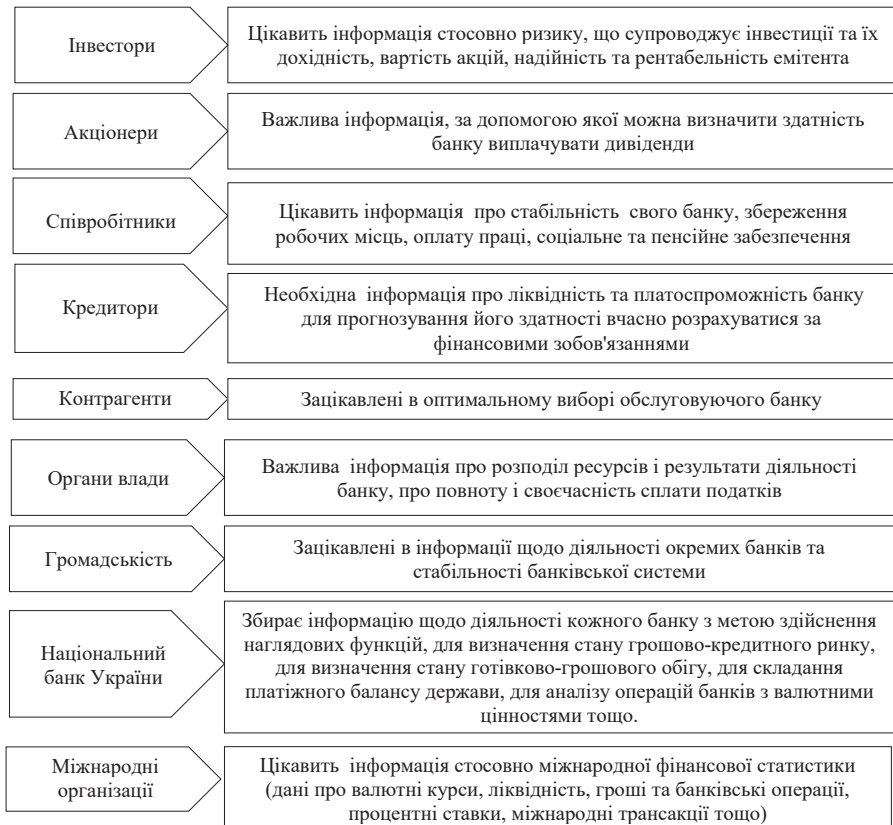 Інвестори
Цікавить інформація стосовно ризику, що супроводжує інвестиції та їх
дохідність, вартість акцій, надійність та рентабельність емітента
Акціонери
Важлива інформація, за допомогою якої можна визначити здатність
банку виплачувати дивіденди
Співробітники
Цікавить інформація про стабільність свого банку, збереження
робочих місць, оплату праці, соціальне та пенсійне забезпечення
Кредитори
Необхідна інформація про ліквідність та платоспроможність банку
для прогнозування його здатності вчасно розрахуватися за
фінансовими зобов'язаннями
Контрагенти
Зацікавлені в оптимальному виборі обслуговуючого банку
Органи влади
Важлива інформація про розподіл ресурсів і результати діяльності
банку, про повноту і своєчасність сплати податків
Громадськість
Зацікавлені в інформації щодо діяльності окремих банків та
стабільності банківської системи
Національний
банк України
Збирає інформацію щодо діяльності кожного банку з метою здійснення
наглядових функцій, для визначення стану грошово-кредитного ринку,
для визначення стану готівково-грошового обігу, для складання
платіжного балансу держави, для аналізу операцій банків з валютними
цінностями тощо.
Міжнародні
організації
Цікавить інформація стосовно міжнародної фінансової статистики
(дані про валютні курси, ліквідність, гроші та банківські операції,
процентні ставки, міжнародні трансакції тощо)